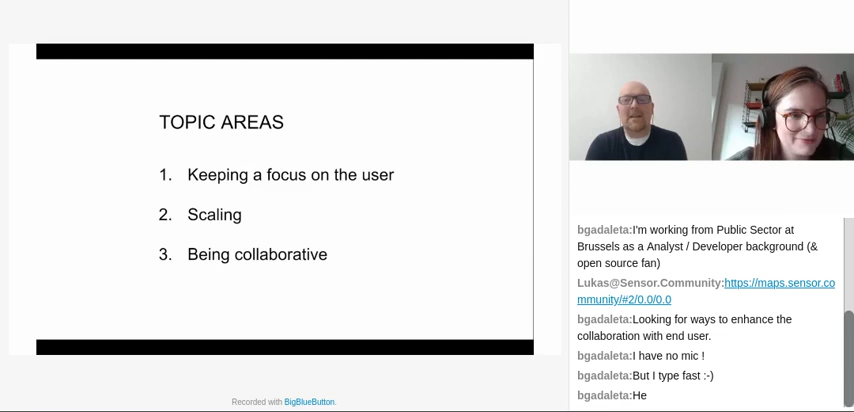 TOPIC AREAS
1. Keeping a focus on the user
2. Scaling
3. Being collaborative
Recorded with BigBlueButton.
bgadaleta:I'm working from Public Sector at
Brussels as a Analyst / Developer background (&
open source fan)
Lukas@Sensor.Community:https://maps.sensor.co
mmunity/#2/0.0/0.0
bgadaleta:Looking for ways to enhance the
collaboration with end user.
bgadaleta:I have no mic !
bgadaleta:But I type fast :-)
bgadaleta:He